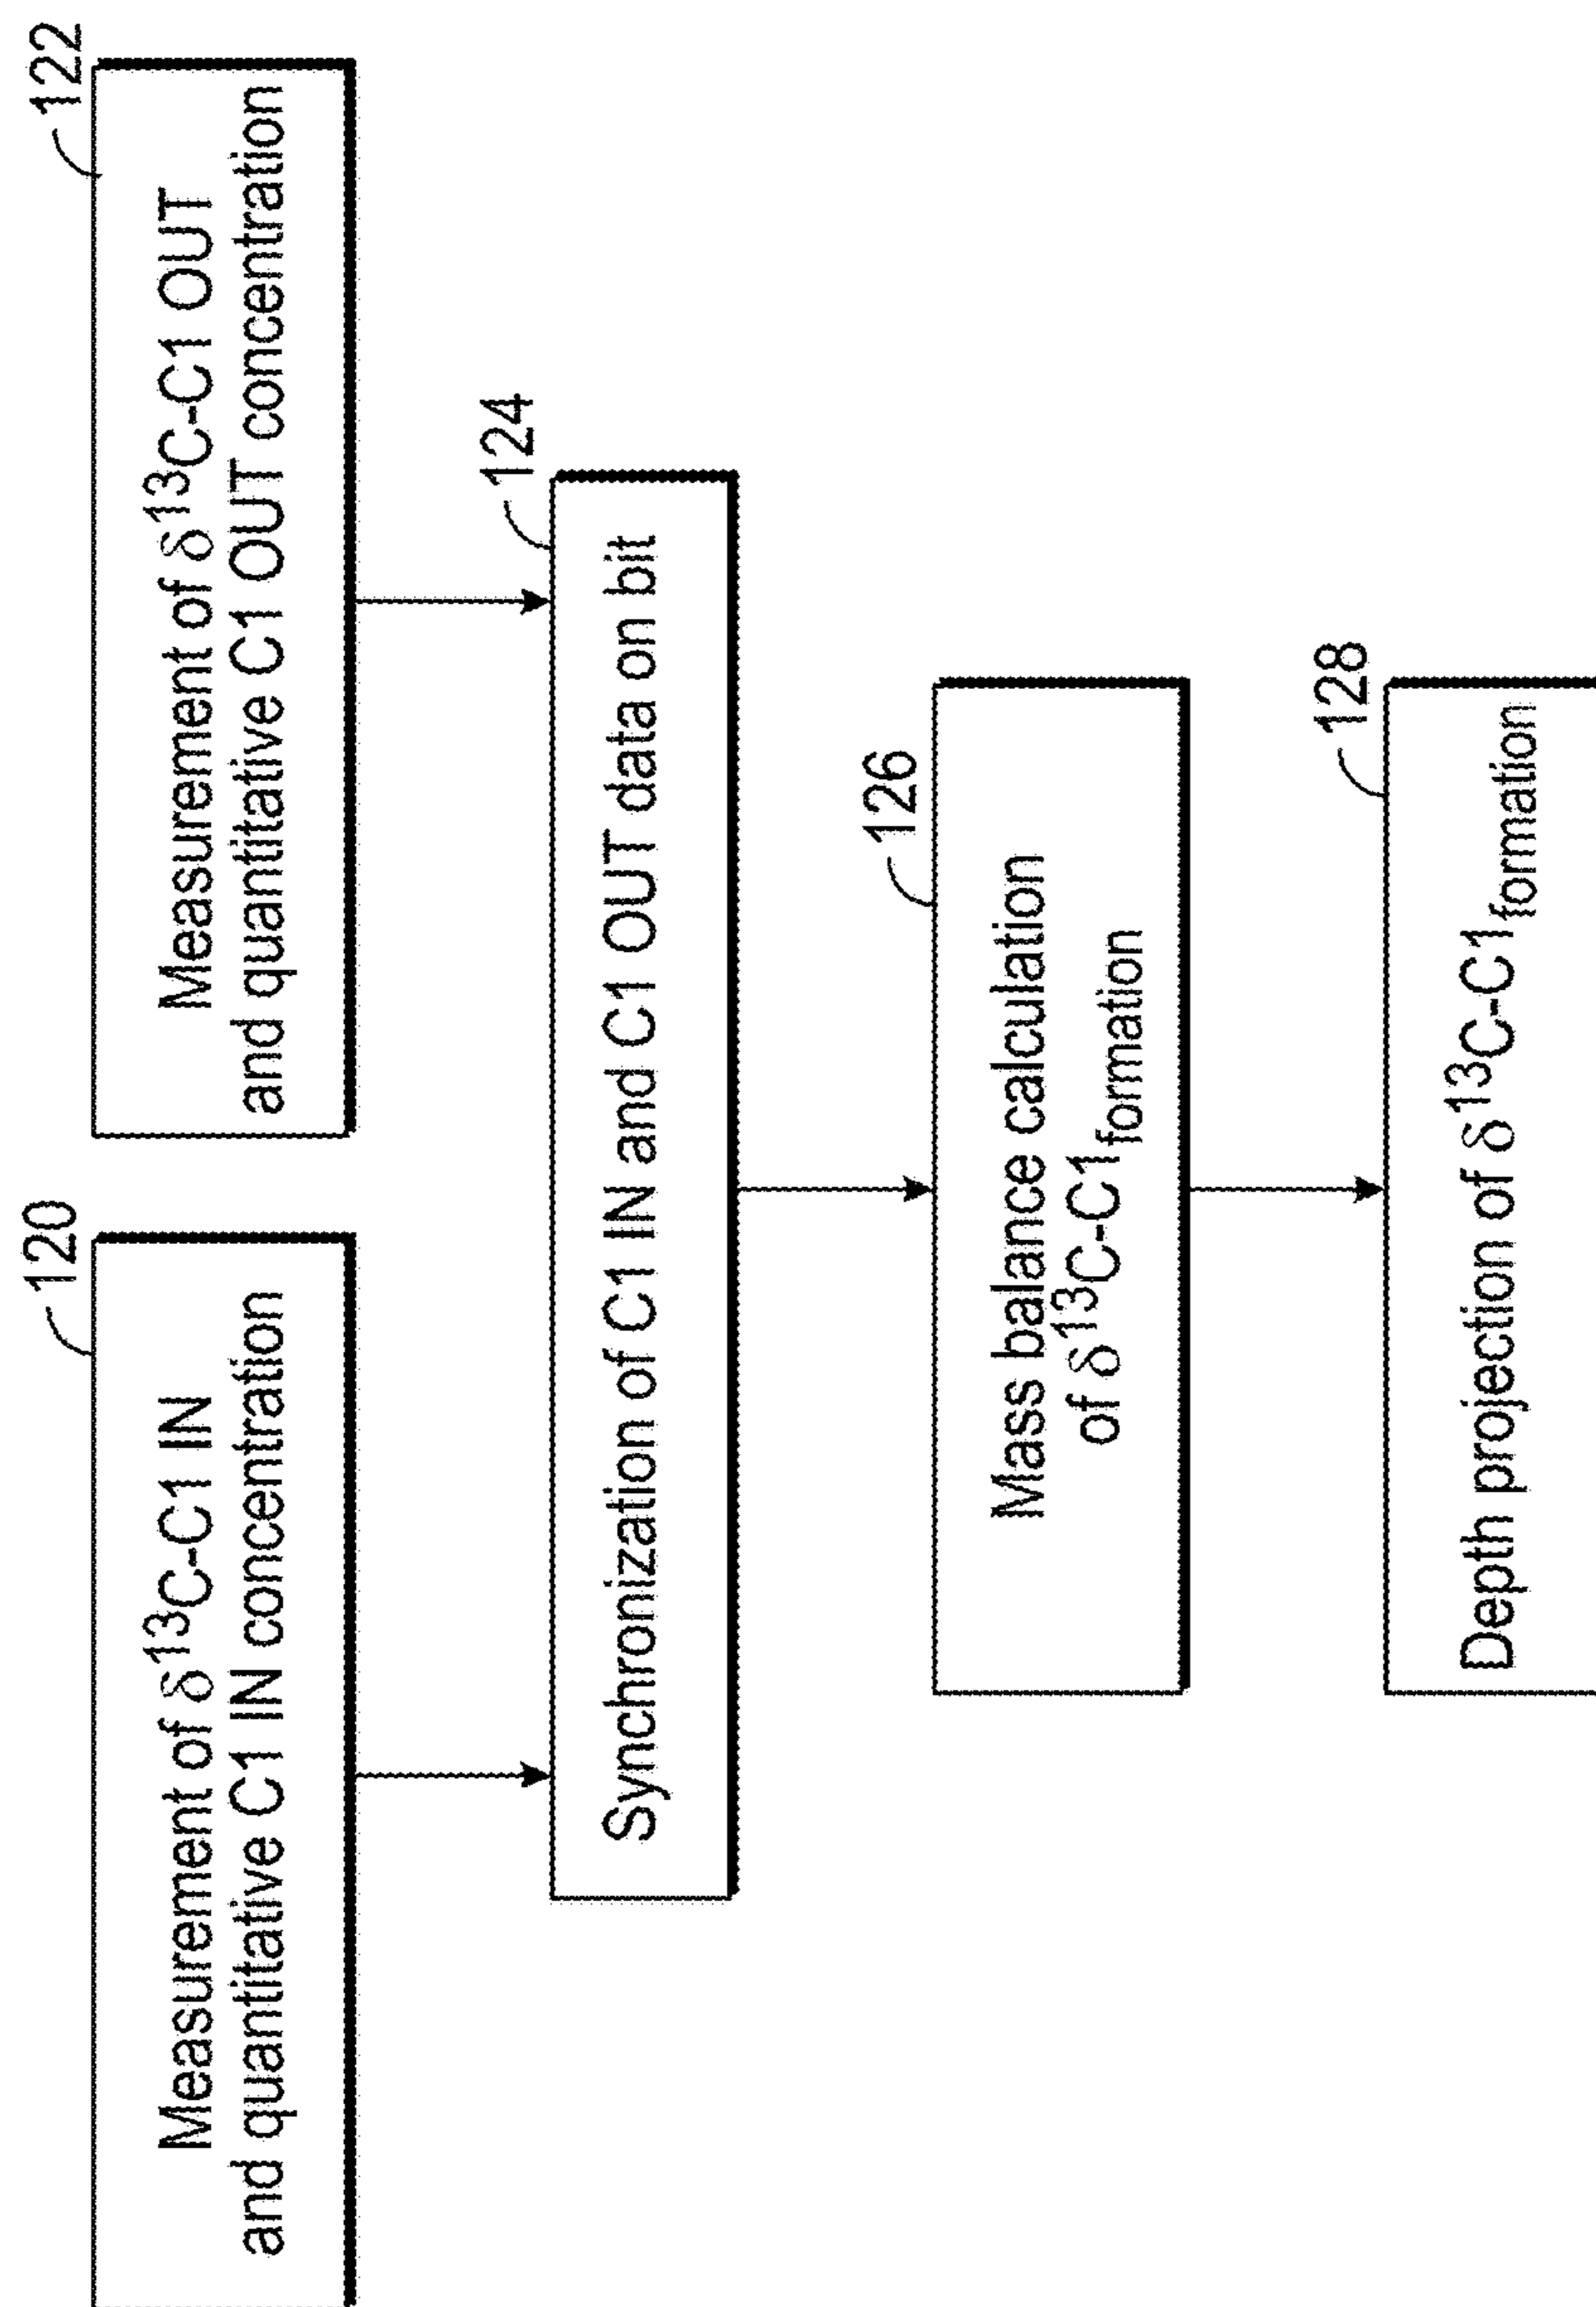 120
Measurement of δ¹³C-C1 IN
and quantitative C1 IN concentration
122
Measurement of δ¹³C-C1 OUT
and quantitative C1 OUT concentration
124
Synchronization of C1 IN and C1 OUT data on bit
126
Mass balance calculation
of δ¹³C-C1formation
128
Depth projection of δ¹³C-C1formation